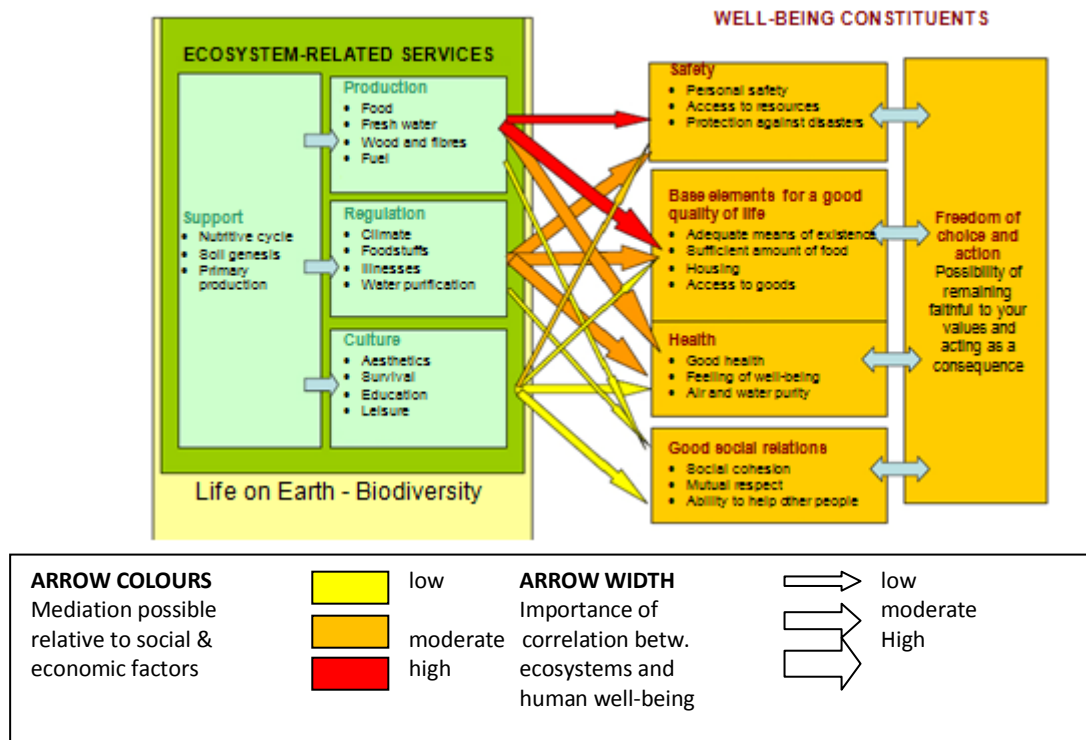 WELL-BEING CONSTITUENTS
ECOSYSTEM-RELATED SERVICES
Support
• Nutritive cycle
• Soil genesis
• Primary
production
Production
• Food
• Fresh water
• Wood and fibres
• Fuel
Regulation
• Climate
• Foodstuffs
• Illnesses
• Water purification
Culture
• Aesthetics
• Survival
• Education
• Leisure
Life on Earth - Biodiversity
Safety
• Personal safety
• Access to resources
• Protection against disasters
Base elements for a good
quality of life
• Adequate means of existence
• Sufficient amount of food
• Housing
• Access to goods
Health
• Good health
• Feeling of well-being
• Air and water purity
Good social relations
• Social cohesion
• Mutual respect
• Ability to help other people
Freedom of
choice and
action
Possibility of
remaining
faithful to your
values and
acting as a
consequence
ARROW COLOURS
Mediation possible
relative to social &
economic factors
low
moderate
high
ARROW WIDTH
Importance of
correlation betw.
ecosystems and
human well-being
low
moderate
High